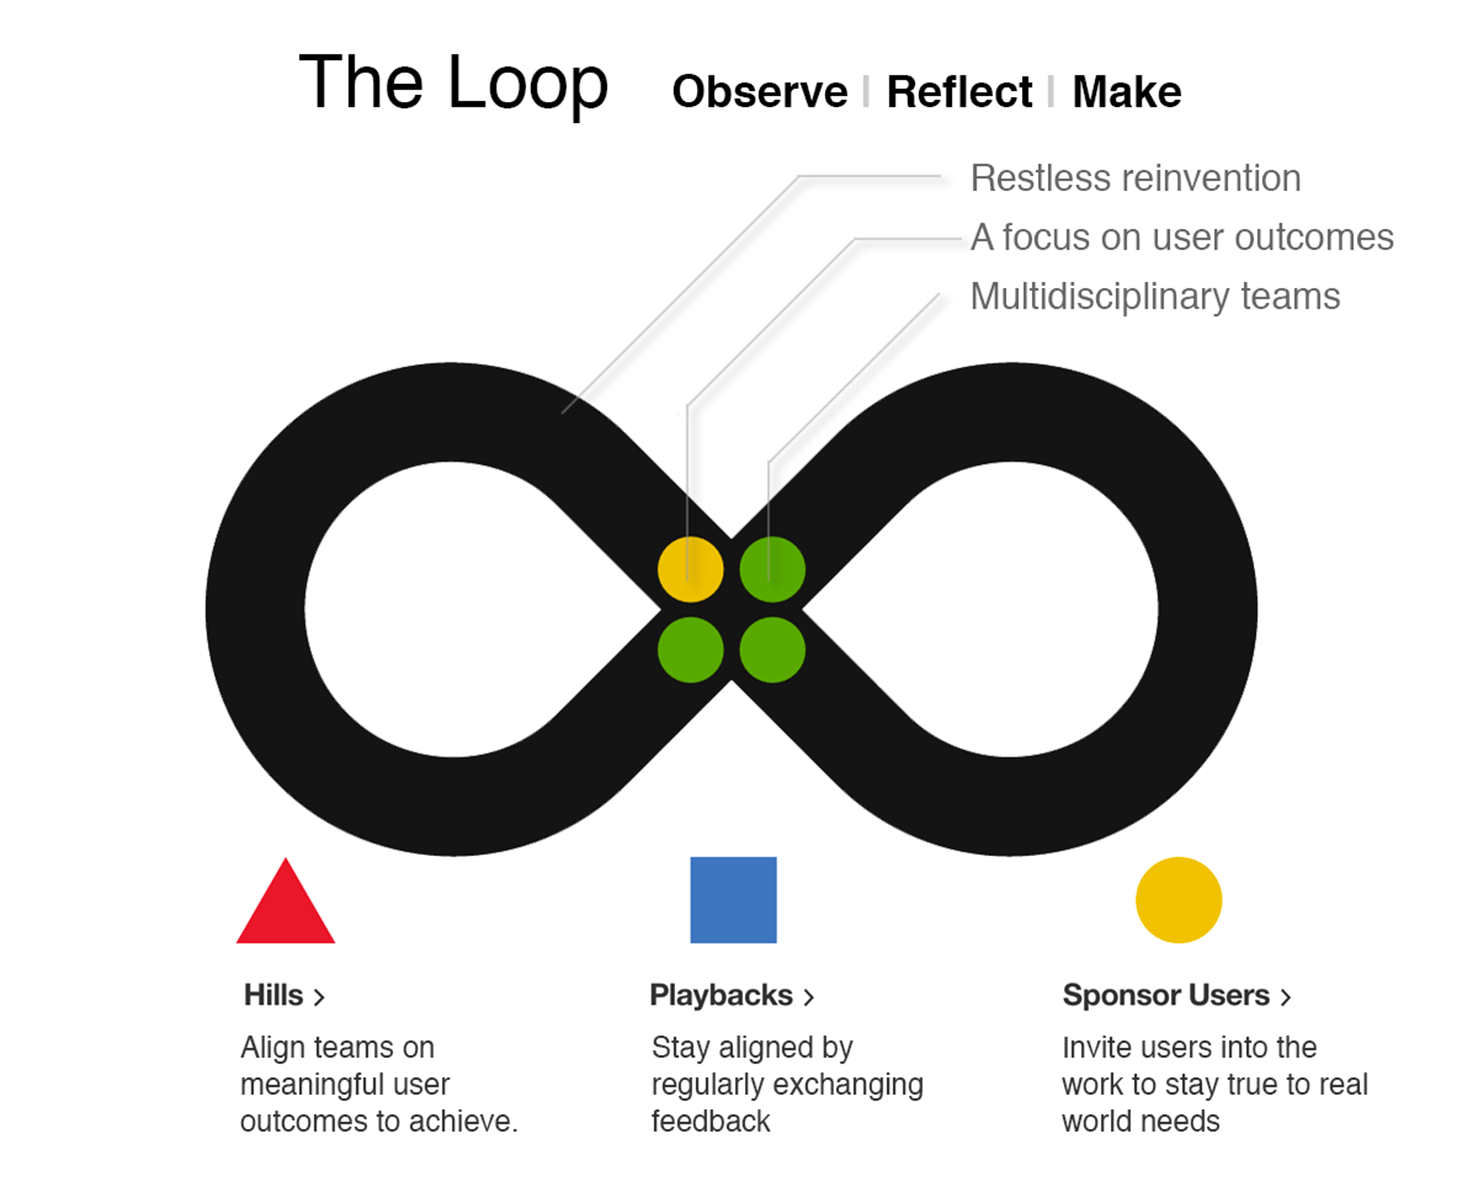 The Loop Observe | Reflect | Make
Restless reinvention
A focus on user outcomes
Multidisciplinary teams
Hills >
Align teams on
meaningful user
outcomes to achieve.
Playbacks >
Stay aligned by
regularly exchanging
feedback
Sponsor Users >
Invite users into the
work to stay true to real
world needs